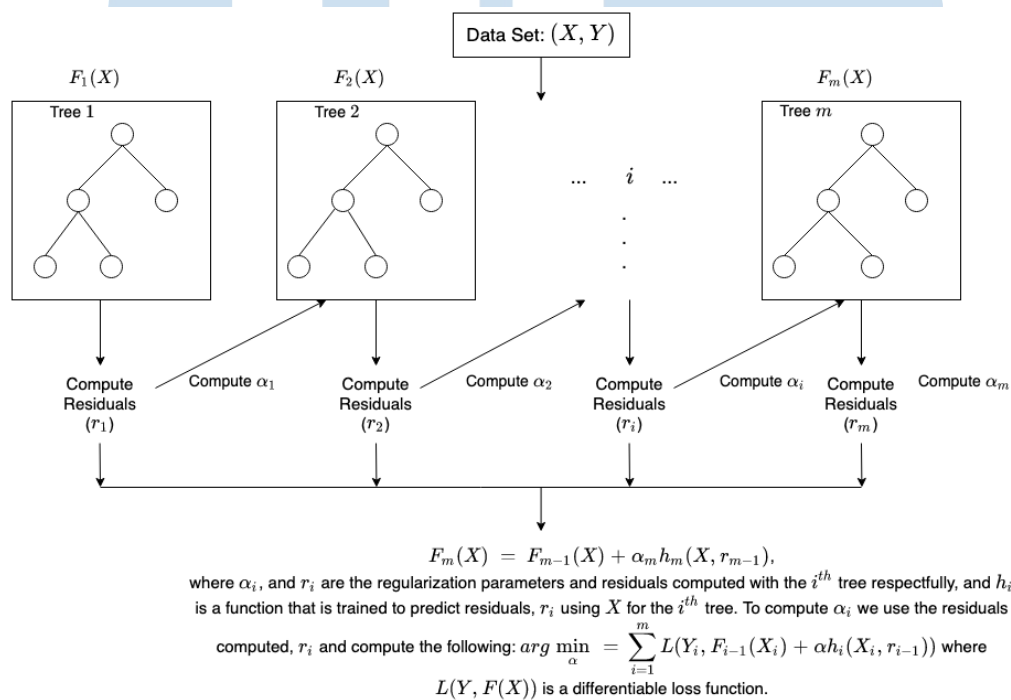 Data Set: (X, Y)
F₁(X) F₂(X) Fₘ(X)
Tree 1 Tree 2 Tree m
... i ...
.
.
.
Compute Residuals (r₁)
Compute α₁
Compute Residuals (r₂)
Compute α₂
Compute Residuals (rᵢ)
Compute αᵢ
Compute Residuals (rₘ)
Compute αₘ
Fₘ(X) = Fₘ₋₁(X) + αₘhₘ(X, rₘ₋₁),
where αᵢ, and rᵢ are the regularization parameters and residuals computed with the iᵗʰ tree respectfully, and hᵢ
is a function that is trained to predict residuals, rᵢ using X for the iᵗʰ tree. To compute αᵢ we use the residuals
computed, rᵢ and compute the following: arg min_α = ∑_{i=1}^{m} L(Yᵢ, Fᵢ₋₁(Xᵢ) + αhᵢ(Xᵢ, rᵢ₋₁)) where
L(Y, F(X)) is a differentiable loss function.